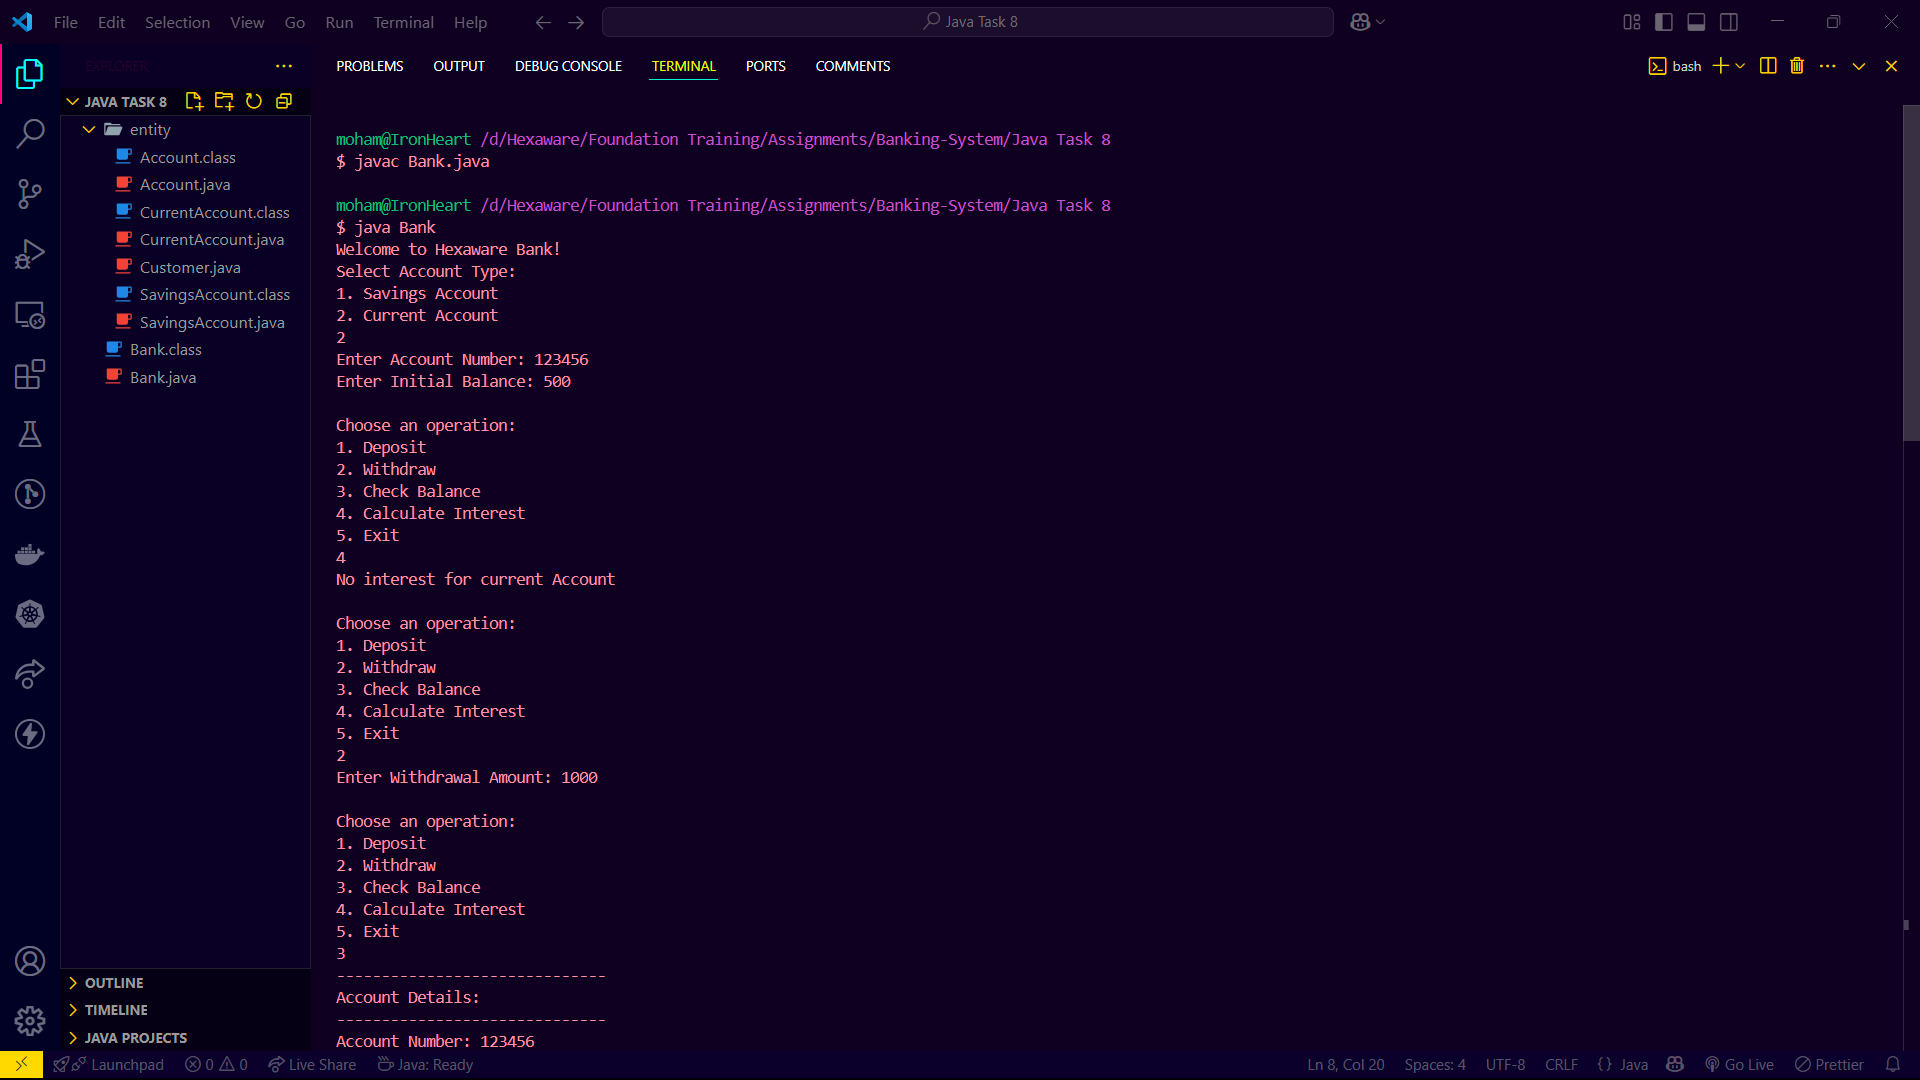 File Edit Selection View Go Run Terminal Help Java Task 8
EXPLORER
JAVA TASK 8
entity
Account.class
Account.java
CurrentAccount.class
CurrentAccount.java
Customer.java
SavingsAccount.class
SavingsAccount.java
Bank.class
Bank.java
OUTLINE
TIMELINE
JAVA PROJECTS
PROBLEMS OUTPUT DEBUG CONSOLE TERMINAL PORTS COMMENTS bash
moham@IronHeart /d/Hexaware/Foundation Training/Assignments/Banking-System/Java Task 8
$ javac Bank.java
moham@IronHeart /d/Hexaware/Foundation Training/Assignments/Banking-System/Java Task 8
$ java Bank
Welcome to Hexaware Bank!
Select Account Type:
1. Savings Account
2. Current Account
2
Enter Account Number: 123456
Enter Initial Balance: 500
Choose an operation:
1. Deposit
2. Withdraw
3. Check Balance
4. Calculate Interest
5. Exit
4
No interest for current Account
Choose an operation:
1. Deposit
2. Withdraw
3. Check Balance
4. Calculate Interest
5. Exit
2
Enter Withdrawal Amount: 1000
Choose an operation:
1. Deposit
2. Withdraw
3. Check Balance
4. Calculate Interest
5. Exit
3
------------------------------
Account Details:
------------------------------
Account Number: 123456
Launchpad 0 0 Live Share Java: Ready Ln 8, Col 20 Spaces: 4 UTF-8 CRLF {} Java Go Live Prettier